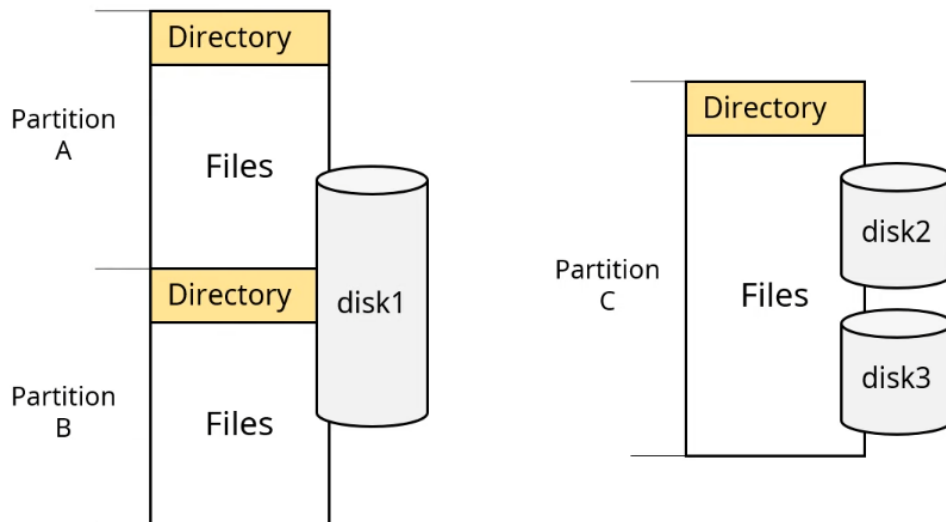 Directory
Partition
A
Files
Directory
disk1
Partition
B
Files
Directory
disk2
Partition
C
Files
disk3